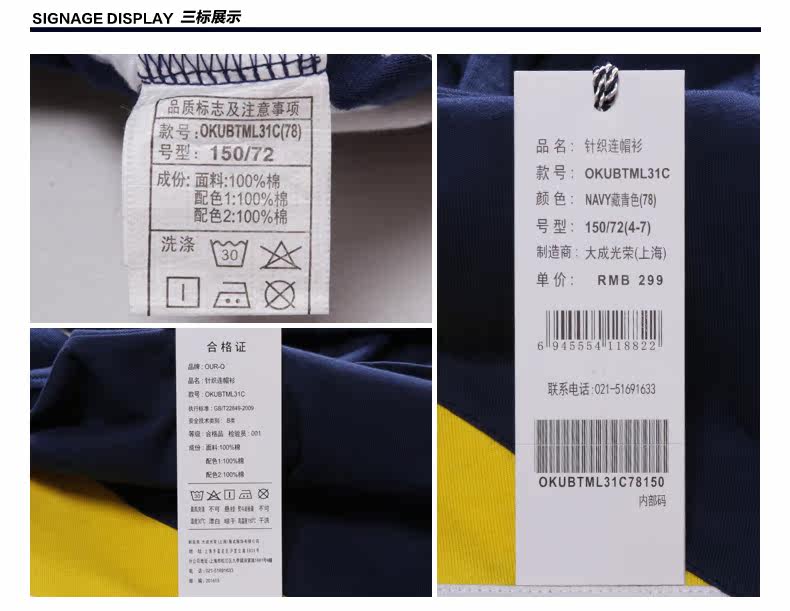 SIGNAGE DISPLAY 三标展示
品质标志及注意事项
款号:OKUBTML31C(78)
号型: 150/72
成份: 面料:100%棉
配色1:100%棉
配色2:100%棉
洗涤
30
品名: 针织连帽衫
款号: OKUBTML31C
颜色: NAVY藏青色(78)
号型: 150/72(4-7)
制造商: 大成光荣(上海)
单价: RMB 299
6 945554 118822
联系电话:021-51691633
OKUBTML31C78150
内部码
合格证
品牌: OUR-Q
品名: 针织连帽衫
款号: OKUBTML31C
执行标准: GB/T22849-2009
安全技术类别: B类
等级: 合格品 检验员: 001
成份: 面料:100%棉
配色1:100%棉
配色2:100%棉
电 话: 021-51691633